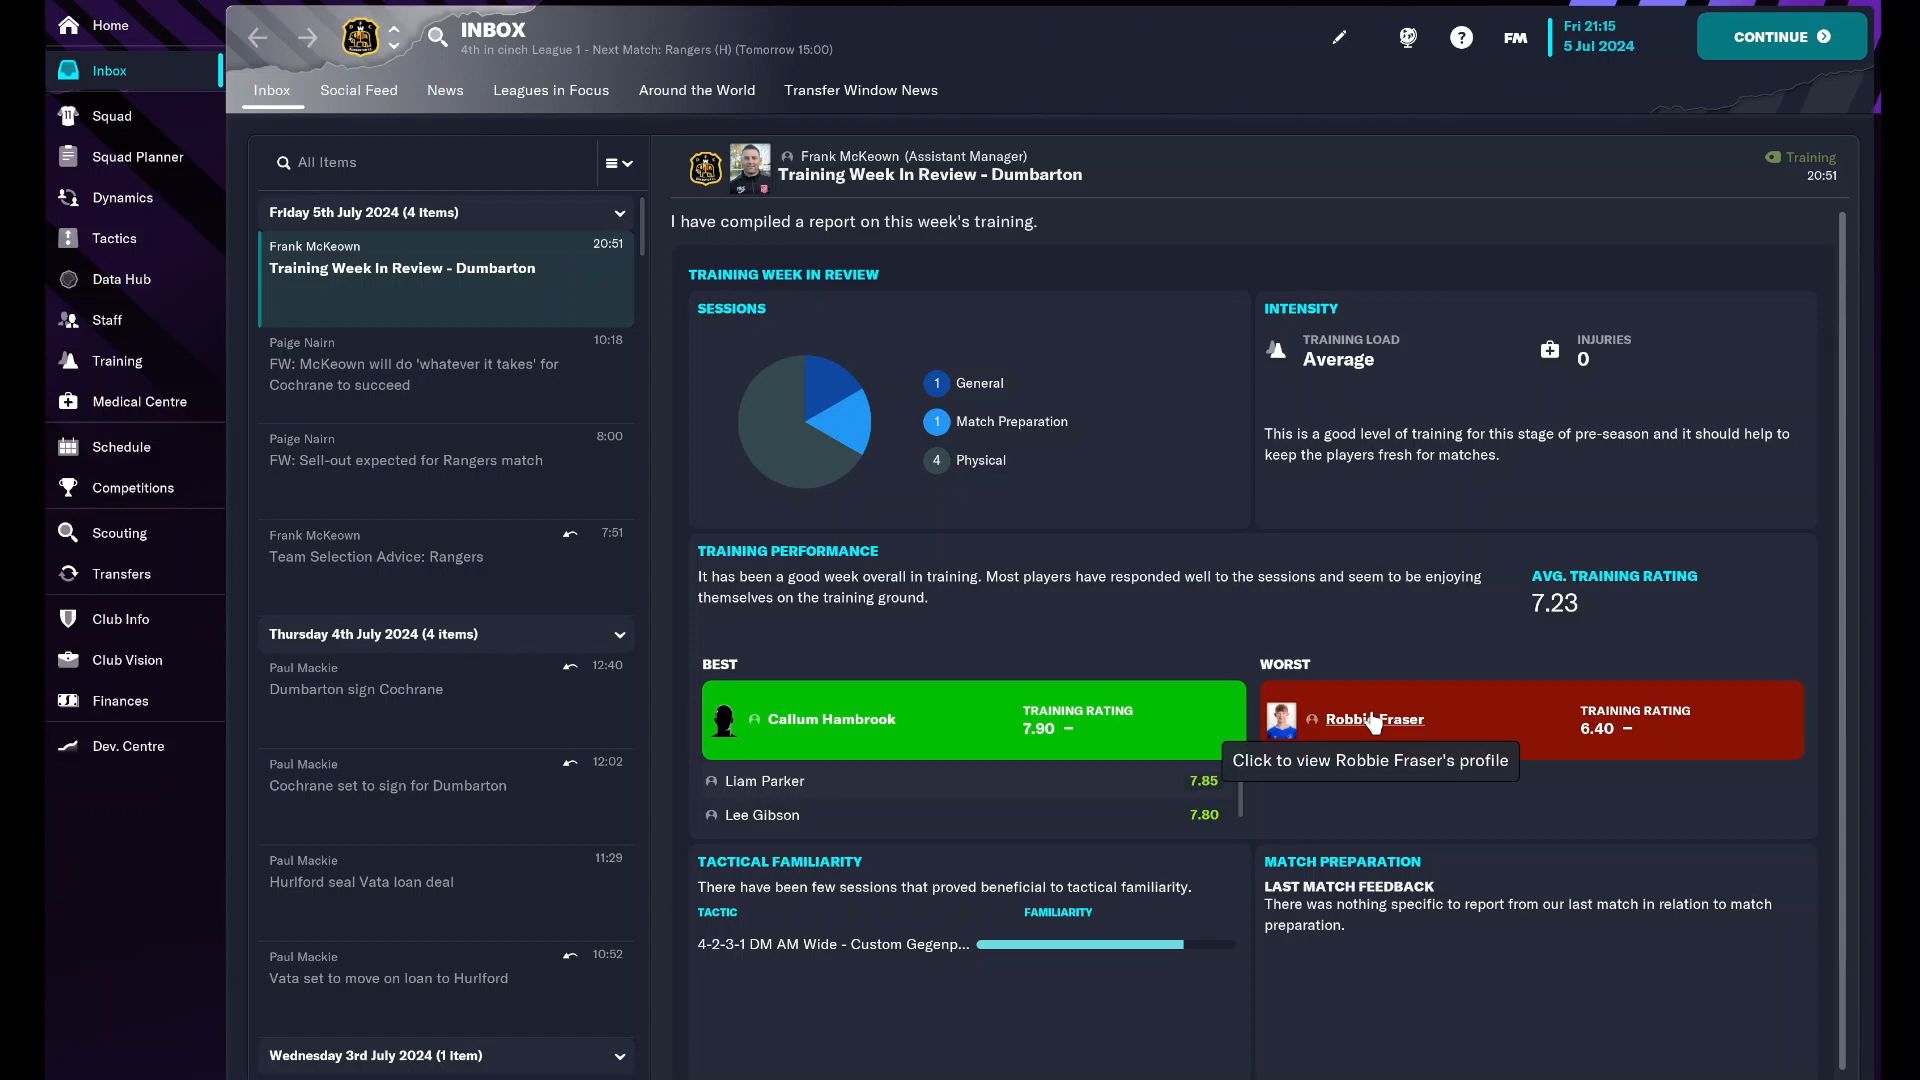 Home
Inbox
Squad
Squad Planner
Dynamics
Tactics
Data Hub
Staff
Training
Medical Centre
Schedule
Competitions
Scouting
Transfers
Club Info
Club Vision
Finances
Dev. Centre
INBOX
4th in cinch League 1 - Next Match: Rangers (H) (Tomorrow 15:00)
FM
Fri 21:15
5 Jul 2024
CONTINUE
Inbox
Social Feed
News
Leagues in Focus
Around the World
Transfer Window News
All Items
Friday 5th July 2024 (4 items)
Frank McKeown 20:51
Training Week In Review - Dumbarton
Paige Nairn 10:18
FW: McKeown will do 'whatever it takes' for
Cochrane to succeed
Paige Nairn 8:00
FW: Sell-out expected for Rangers match
Frank McKeown 7:51
Team Selection Advice: Rangers
Thursday 4th July 2024 (4 items)
Paul Mackie 12:40
Dumbarton sign Cochrane
Paul Mackie 12:02
Cochrane set to sign for Dumbarton
Paul Mackie 11:29
Hurlford seal Vata loan deal
Paul Mackie 10:52
Vata set to move on loan to Hurlford
Wednesday 3rd July 2024 (1 item)
Frank McKeown (Assistant Manager)
Training Week In Review - Dumbarton
Training
20:51
I have compiled a report on this week's training.
TRAINING WEEK IN REVIEW
SESSIONS
1 General
1 Match Preparation
4 Physical
INTENSITY
TRAINING LOAD
Average
INJURIES
0
This is a good level of training for this stage of pre-season and it should help to
keep the players fresh for matches.
TRAINING PERFORMANCE
It has been a good week overall in training. Most players have responded well to the sessions and seem to be enjoying
themselves on the training ground.
AVG. TRAINING RATING
7.23
BEST
Callum Hambrook
TRAINING RATING
7.90 –
Liam Parker 7.85
Lee Gibson 7.80
WORST
Robbie Fraser
TRAINING RATING
6.40 –
Click to view Robbie Fraser's profile
TACTICAL FAMILIARITY
There have been few sessions that proved beneficial to tactical familiarity.
TACTIC FAMILIARITY
4-2-3-1 DM AM Wide - Custom Gegenp...
MATCH PREPARATION
LAST MATCH FEEDBACK
There was nothing specific to report from our last match in relation to match
preparation.